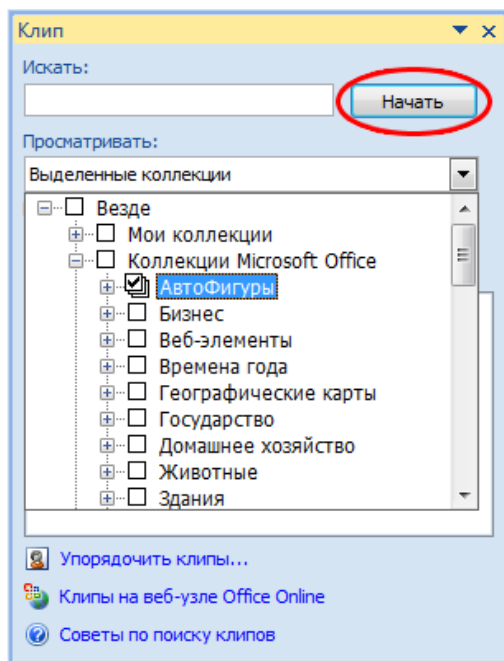 Клип
Искать:
Начать
Просматривать:
Выделенные коллекции
Везде
Мои коллекции
Коллекции Microsoft Office
АвтоФигуры
Бизнес
Веб-элементы
Времена года
Географические карты
Государство
Домашнее хозяйство
Животные
Здания
Упорядочить клипы...
Клипы на веб-узле Office Online
Советы по поиску клипов